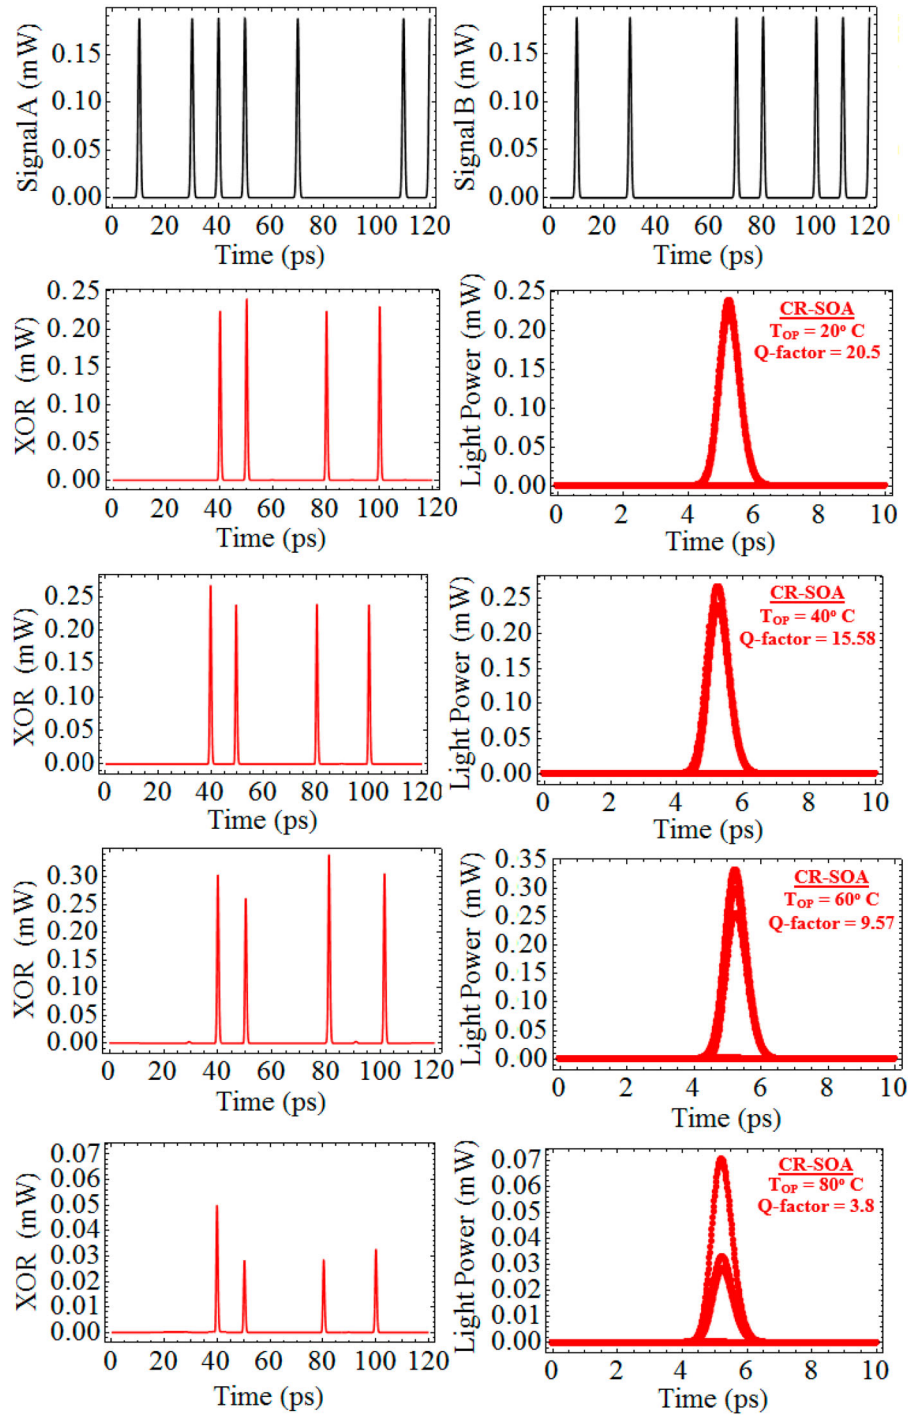 Signal A (mW)
0.15
0.10
0.05
0.00
0 20 40 60 80 100 120
Time (ps)
Signal B (mW)
0.15
0.10
0.05
0.00
0 20 40 60 80 100 120
Time (ps)
XOR (mW)
0.25
0.20
0.15
0.10
0.05
0.00
0 20 40 60 80 100 120
Time (ps)
Light Power (mW)
0.25
0.20
0.15
0.10
0.05
0.00
CR-SOA
T_OP = 20° C
Q-factor = 20.5
0 2 4 6 8 10
Time (ps)
XOR (mW)
0.25
0.20
0.15
0.10
0.05
0.00
0 20 40 60 80 100 120
Time (ps)
Light Power (mW)
0.25
0.20
0.15
0.10
0.05
0.00
CR-SOA
T_OP = 40° C
Q-factor = 15.58
0 2 4 6 8 10
Time (ps)
XOR (mW)
0.30
0.25
0.20
0.15
0.10
0.05
0.00
0 20 40 60 80 100 120
Time (ps)
Light Power (mW)
0.35
0.30
0.25
0.20
0.15
0.10
0.05
0.00
CR-SOA
T_OP = 60° C
Q-factor = 9.57
0 2 4 6 8 10
Time (ps)
XOR (mW)
0.07
0.06
0.05
0.04
0.03
0.02
0.01
0.00
0 20 40 60 80 100 120
Time (ps)
Light Power (mW)
0.07
0.06
0.05
0.04
0.03
0.02
0.01
0.00
CR-SOA
T_OP = 80° C
Q-factor = 3.8
0 2 4 6 8 10
Time (ps)